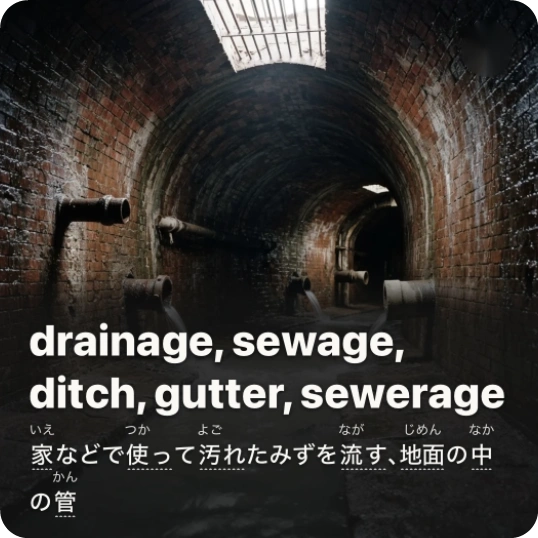 drainage, sewage,
ditch, gutter, sewerage
いえ つか よご なが じめん なか
家などで使って汚れたみずを流す、地面の中
かん
の管